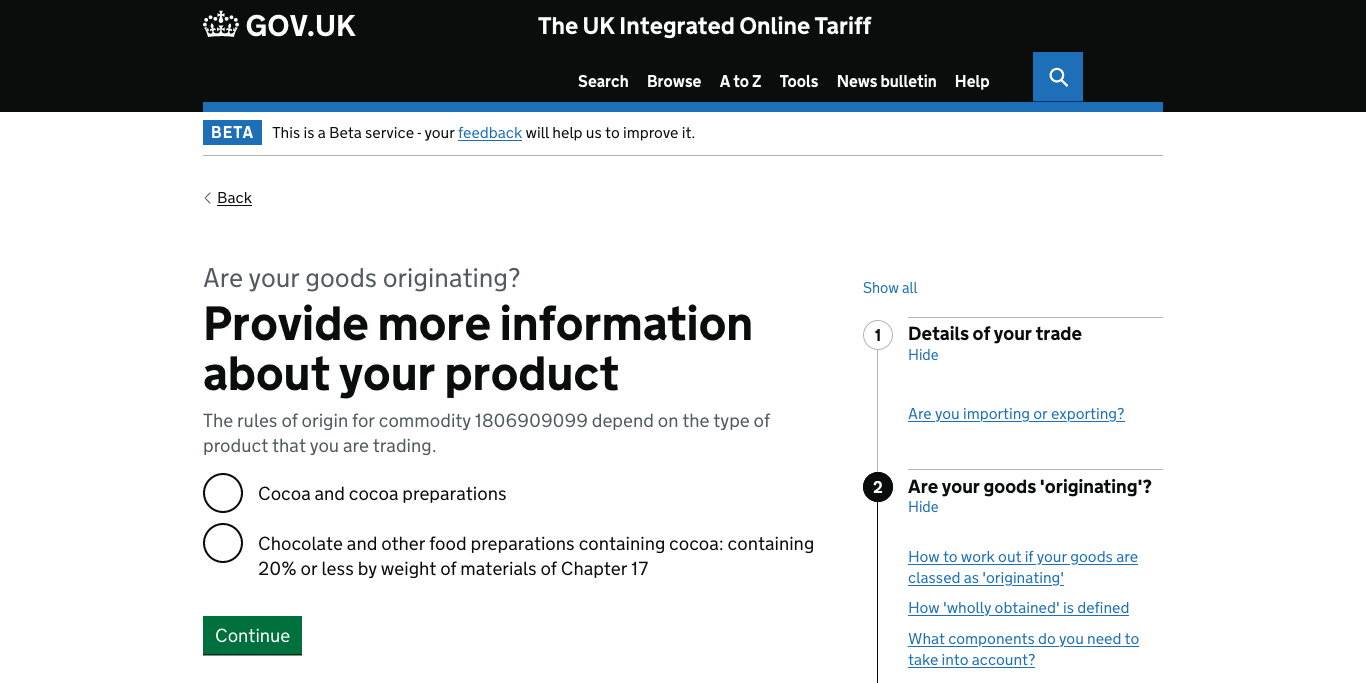 GOV.UK
The UK Integrated Online Tariff
Search Browse A to Z Tools News bulletin Help
BETA This is a Beta service - your feedback will help us to improve it.
Back
Are your goods originating?
Provide more information
about your product
The rules of origin for commodity 1806909099 depend on the type of
product that you are trading.
Cocoa and cocoa preparations
Chocolate and other food preparations containing cocoa: containing
20% or less by weight of materials of Chapter 17
Continue
Show all
1 Details of your trade
Hide
Are you importing or exporting?
2 Are your goods 'originating'?
Hide
How to work out if your goods are
classed as 'originating'
How 'wholly obtained' is defined
What components do you need to
take into account?